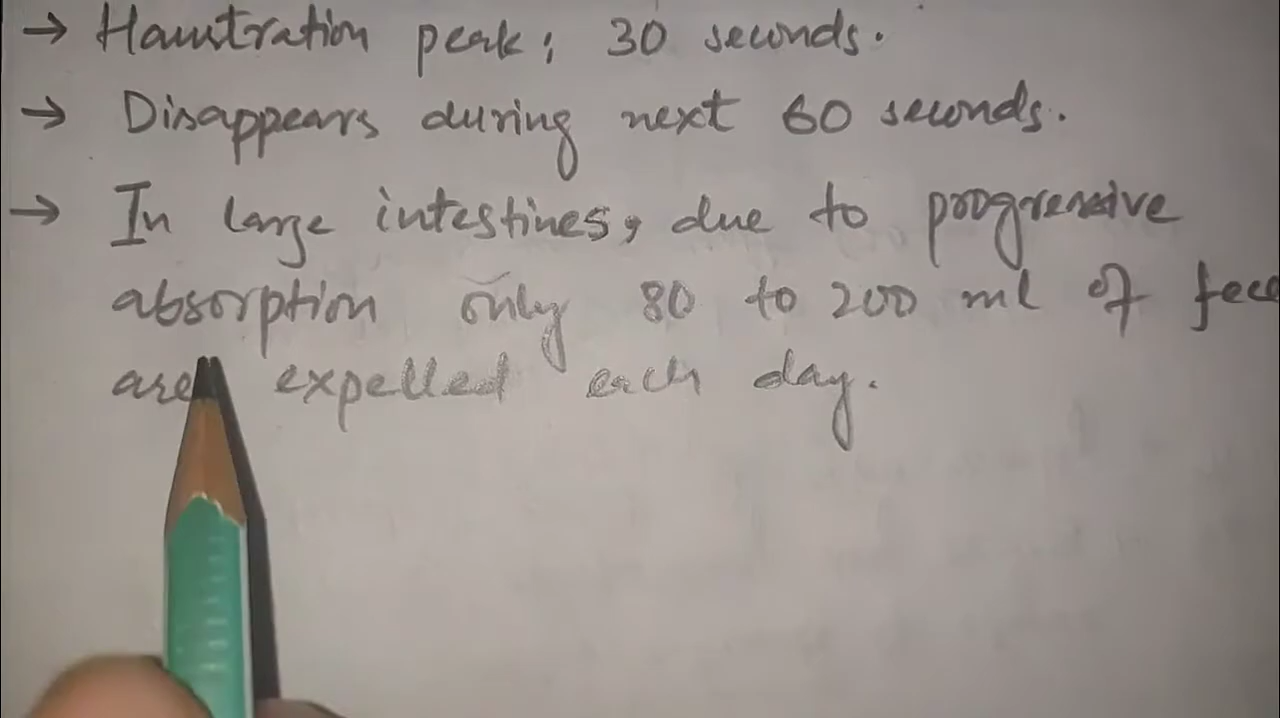 → Haustration peak; 30 seconds.
→ Disappears during next 60 seconds.
→ In large intestines, due to progressive
absorption only 80 to 200 ml of fece
are expelled each day.